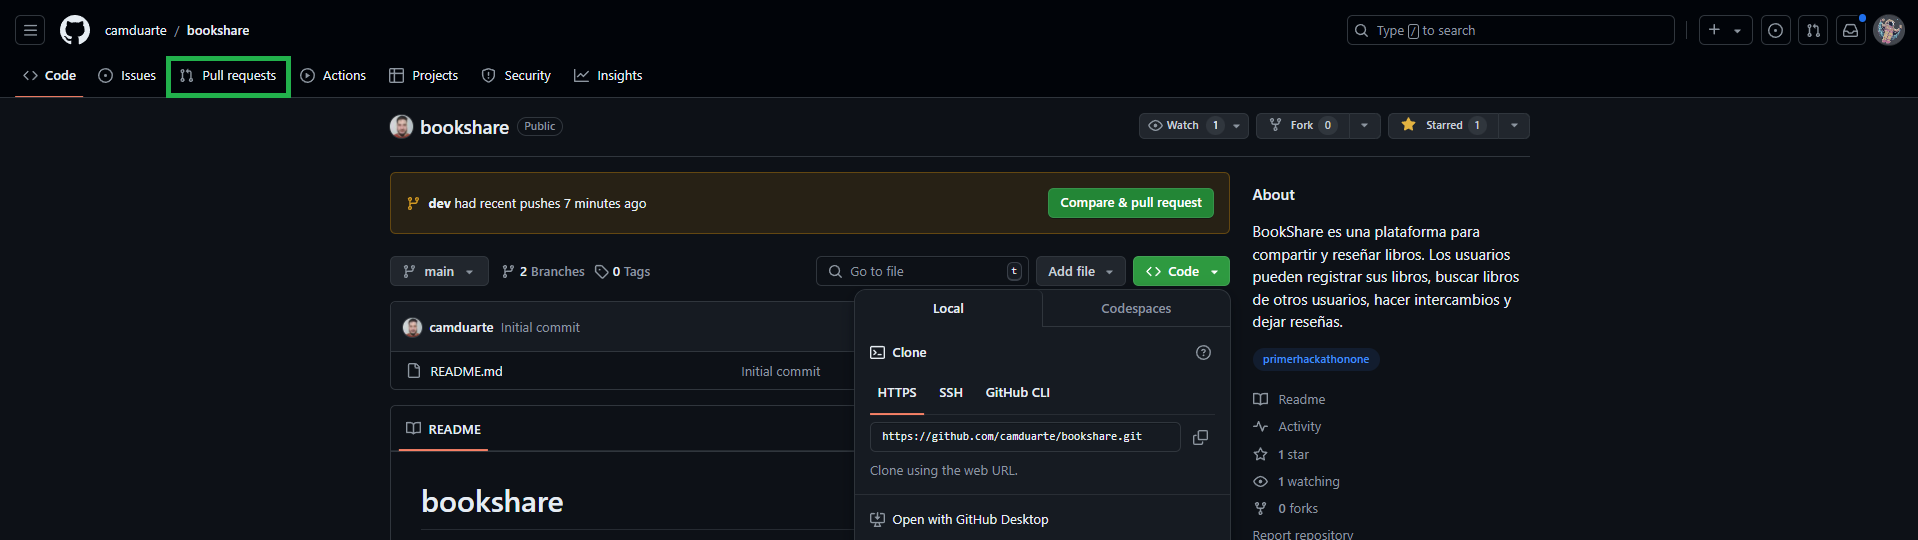 camduarte / bookshare
Type / to search
Code Issues Pull requests Actions Projects Security Insights
bookshare Public
Watch 1 Fork 0 Starred 1
dev had recent pushes 7 minutes ago
Compare & pull request
main 2 Branches 0 Tags
Go to file t
Add file
Code
Local Codespaces
Clone
HTTPS SSH GitHub CLI
https://github.com/camduarte/bookshare.git
Clone using the web URL.
Open with GitHub Desktop
camduarte Initial commit
README.md Initial commit
README
bookshare
About
BookShare es una plataforma para
compartir y reseñar libros. Los usuarios
pueden registrar sus libros, buscar libros
de otros usuarios, hacer intercambios y
dejar reseñas.
primerhackathonone
Readme
Activity
1 star
1 watching
0 forks
Report repository